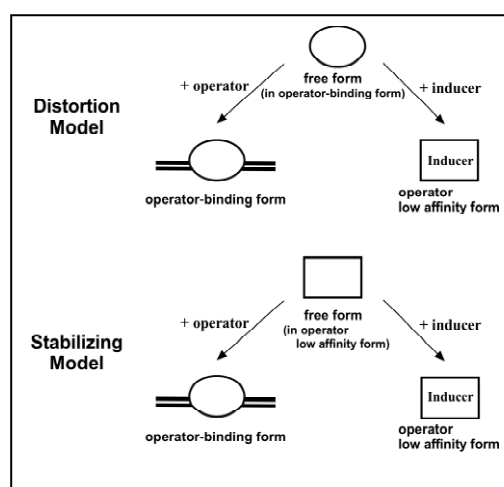 Distortion
Model
+ operator
free form
(in operator-binding form)
+ inducer
operator-binding form
Inducer
operator
low affinity form
Stabilizing
Model
+ operator
free form
(in operator
low affinity form)
+ inducer
operator-binding form
Inducer
operator
low affinity form